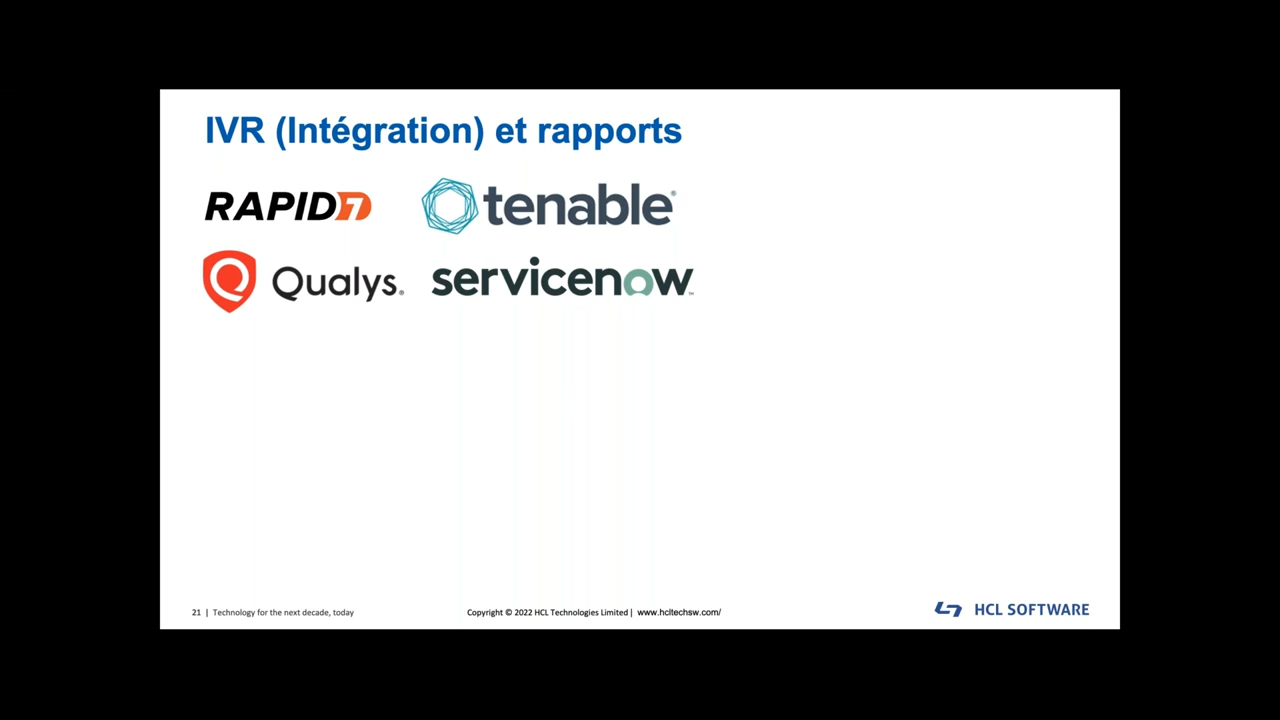 IVR (Intégration) et rapports
RAPID7 tenable®
Qualys. servicenow™
21 | Technology for the next decade, today Copyright © 2022 HCL Technologies Limited | www.hcltechsw.com/ HCL SOFTWARE